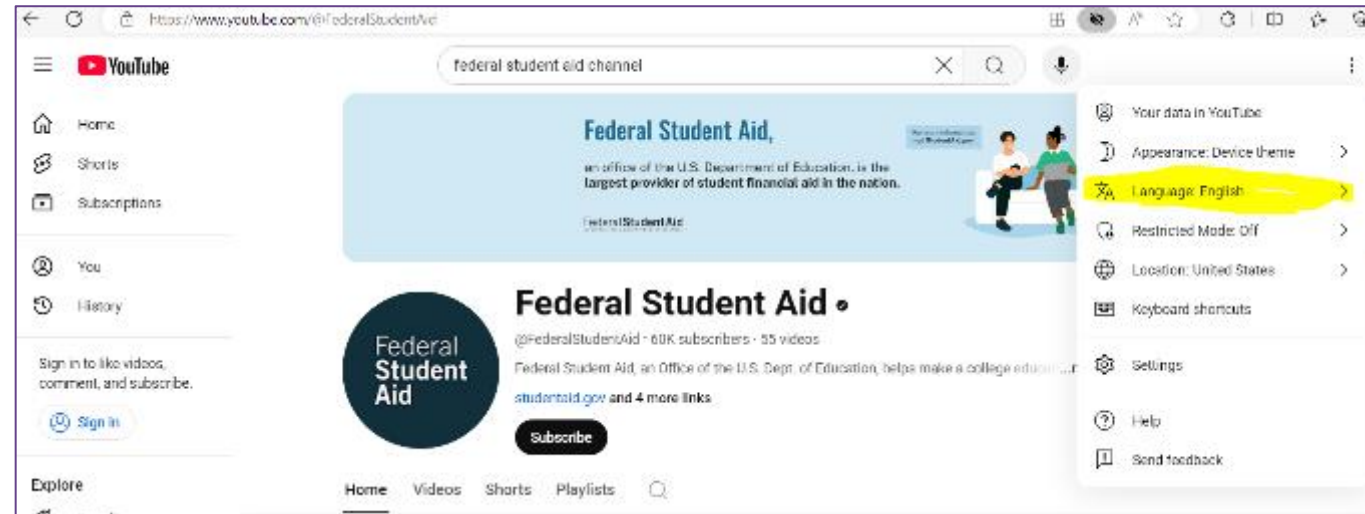 https://www.youtube.com/@FederalStudentAid
YouTube
federal student aid channel
Home
Shorts
Subscriptions
You
History
Sign in to like videos,
comment, and subscribe.
Sign in
Explore
Federal Student Aid,
an office of the U.S. Department of Education, is the
largest provider of student financial aid in the nation.
Federal Student Aid
Federal
Student
Aid
Federal Student Aid
@FederalStudentAid · 60K subscribers · 55 videos
Federal Student Aid, an Office of the U.S. Dept. of Education, helps make a college
studentaid.gov and 4 more links
Subscribe
Home Videos Shorts Playlists
Your data in YouTube
Appearance: Device theme
Language: English
Restricted Mode: Off
Location: United States
Keyboard shortcuts
Settings
Help
Send feedback